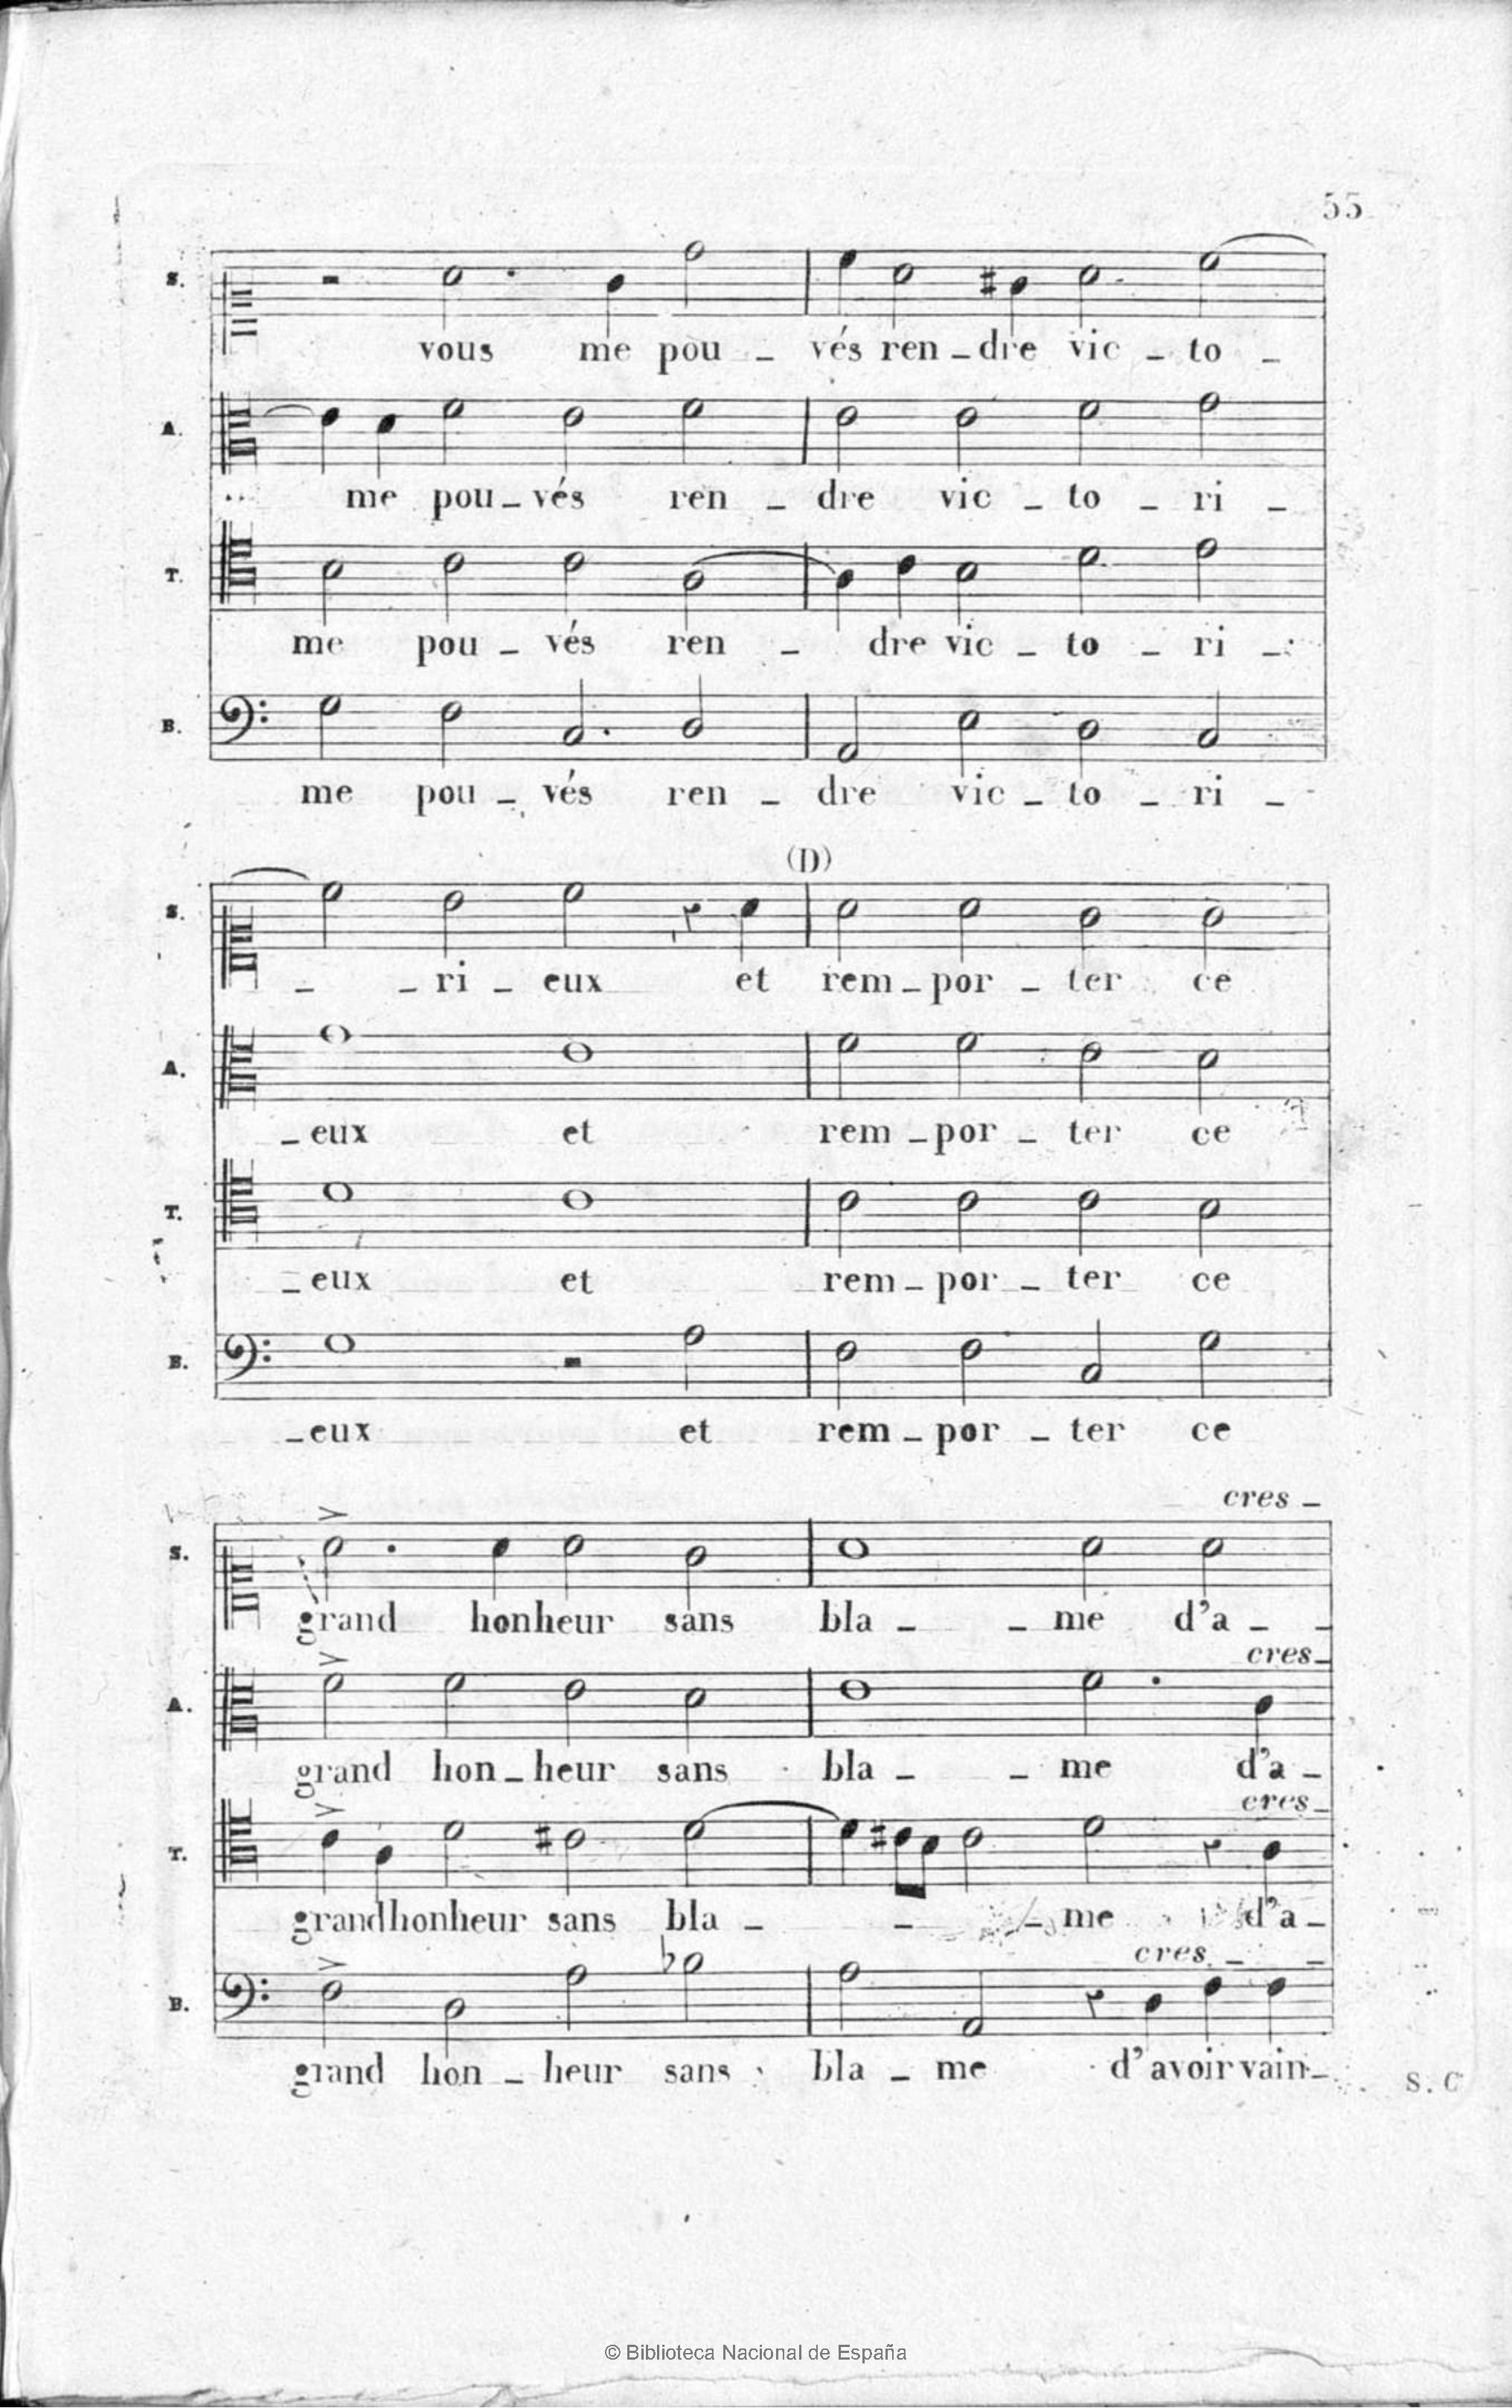 55
S.
vous me pou - vés ren - dre vic - to -
A.
me pou - vés ren - dre vic - to - ri -
T.
me pou - vés ren - dre vic - to - ri -
B.
me pou - vés ren - dre vic - to - ri -
(D)
S.
- - ri - eux et rem - por - ter ce
A.
- eux et rem - por - ter ce
T.
- eux et rem - por - ter ce
B.
- eux et rem - por - ter ce
cres -
S.
grand honheur sans bla - - me d'a - -
cres -
A.
grand hon - heur sans bla - - me d'a -
cres -
T.
grand honheur sans bla - - - me d'a -
cres - -
B.
grand hon - heur sans bla - me d'avoir vain -
S. C
© Biblioteca Nacional de España